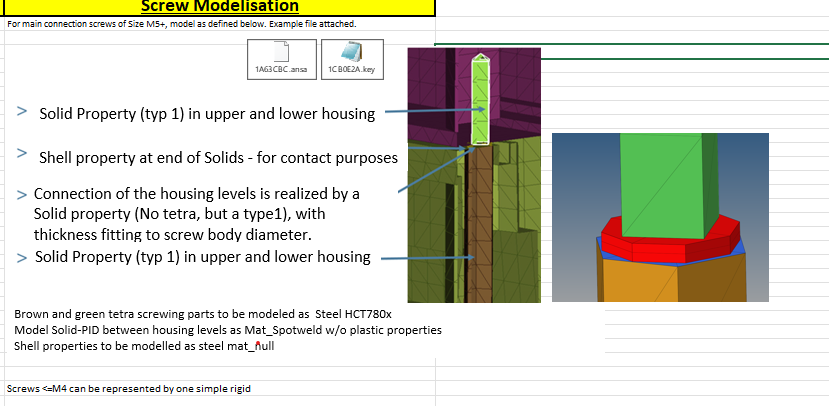 Screw Modelisation
For main connection screws of Size M5+, model as defined below. Example file attached.
1A63CBC.ansa
1CB0E2A.key
> Solid Property (typ 1) in upper and lower housing
> Shell property at end of Solids - for contact purposes
> Connection of the housing levels is realized by a
Solid property (No tetra, but a type1), with
thickness fitting to screw body diameter.
> Solid Property (typ 1) in upper and lower housing
Brown and green tetra screwing parts to be modeled as Steel HCT780x
Model Solid-PID between housing levels as Mat_Spotweld w/o plastic properties
Shell properties to be modelled as steel mat_null
Screws <=M4 can be represented by one simple rigid